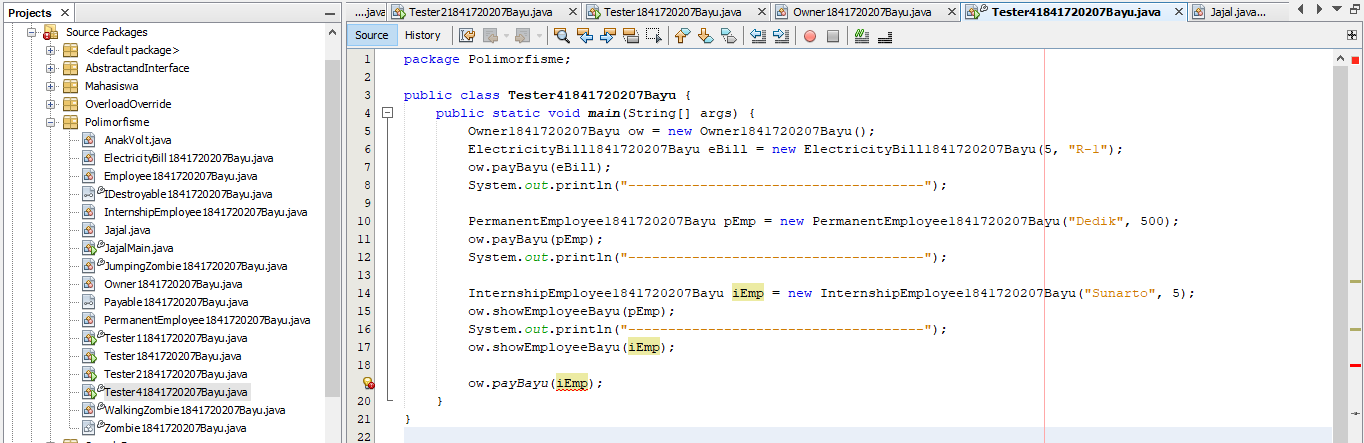 Projects
Source Packages
<default package>
AbstractandInterface
Mahasiswa
OverloadOverride
Polimorfisme
AnakVolt.java
ElectricityBill1841720207Bayu.java
Employee1841720207Bayu.java
IDestroyable1841720207Bayu.java
InternshipEmployee1841720207Bayu.java
Jajal.java
JajalMain.java
JumpingZombie1841720207Bayu.java
Owner1841720207Bayu.java
Payable1841720207Bayu.java
PermanentEmployee1841720207Bayu.java
Tester11841720207Bayu.java
Tester1841720207Bayu.java
Tester21841720207Bayu.java
Tester41841720207Bayu.java
WalkingZombie1841720207Bayu.java
Zombie1841720207Bayu.java
....java
Tester21841720207Bayu.java
Tester1841720207Bayu.java
Owner1841720207Bayu.java
Tester41841720207Bayu.java
Jajal.java...
Source History
1 package Polimorfisme;
2
3 public class Tester41841720207Bayu {
4 public static void main(String[] args) {
5 Owner1841720207Bayu ow = new Owner1841720207Bayu();
6 ElectricityBill1841720207Bayu eBill = new ElectricityBill1841720207Bayu(5, "R-1");
7 ow.payBayu(eBill);
8 System.out.println("-------------------------------------");
9
10 PermanentEmployee1841720207Bayu pEmp = new PermanentEmployee1841720207Bayu("Dedik", 500);
11 ow.payBayu(pEmp);
12 System.out.println("-------------------------------------");
13
14 InternshipEmployee1841720207Bayu iEmp = new InternshipEmployee1841720207Bayu("Sunarto", 5);
15 ow.showEmployeeBayu(pEmp);
16 System.out.println("-------------------------------------");
17 ow.showEmployeeBayu(iEmp);
18
ow.payBayu(iEmp);
20 }
21 }
22